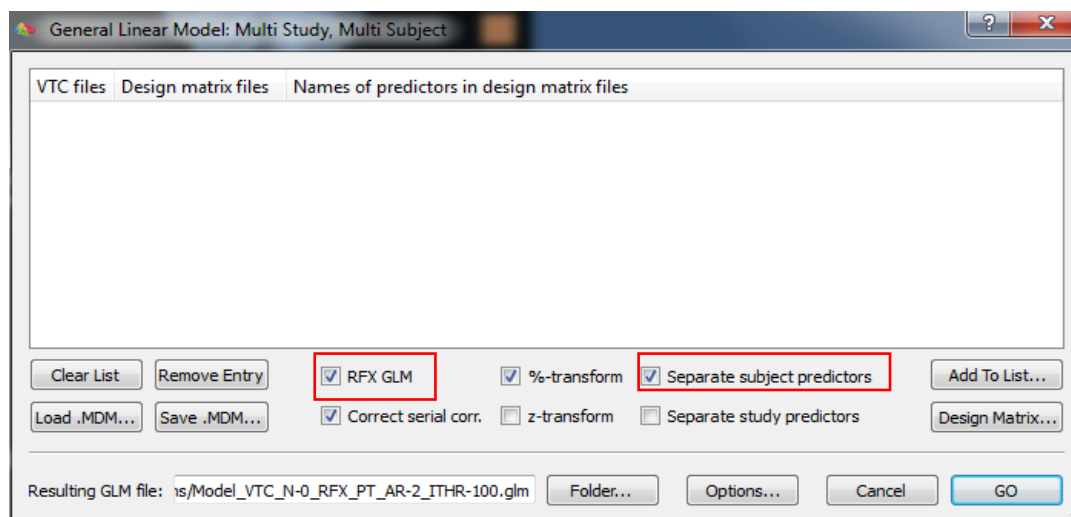 General Linear Model: Multi Study, Multi Subject
VTC files Design matrix files Names of predictors in design matrix files
Clear List Remove Entry RFX GLM %-transform Separate subject predictors Add To List...
Load .MDM... Save .MDM... Correct serial corr. z-transform Separate study predictors Design Matrix...
Resulting GLM file: ns/Model_VTC_N-0_RFX_PT_AR-2_ITHR-100.glm Folder... Options... Cancel GO